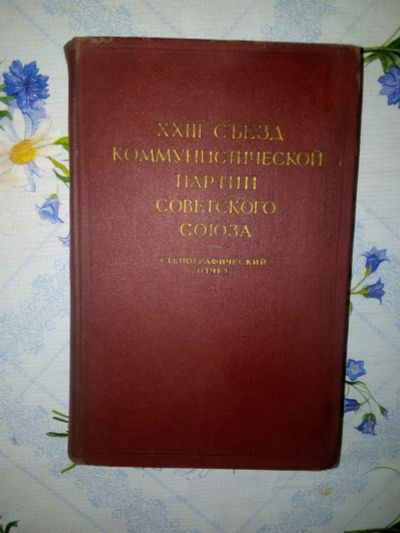 XXIII СЪЕЗД
КОММУНИСТИЧЕСКОЙ
ПАРТИИ
СОВЕТСКОГО
СОЮЗА
СТЕНОГРАФИЧЕСКИЙ
ОТЧЕТ